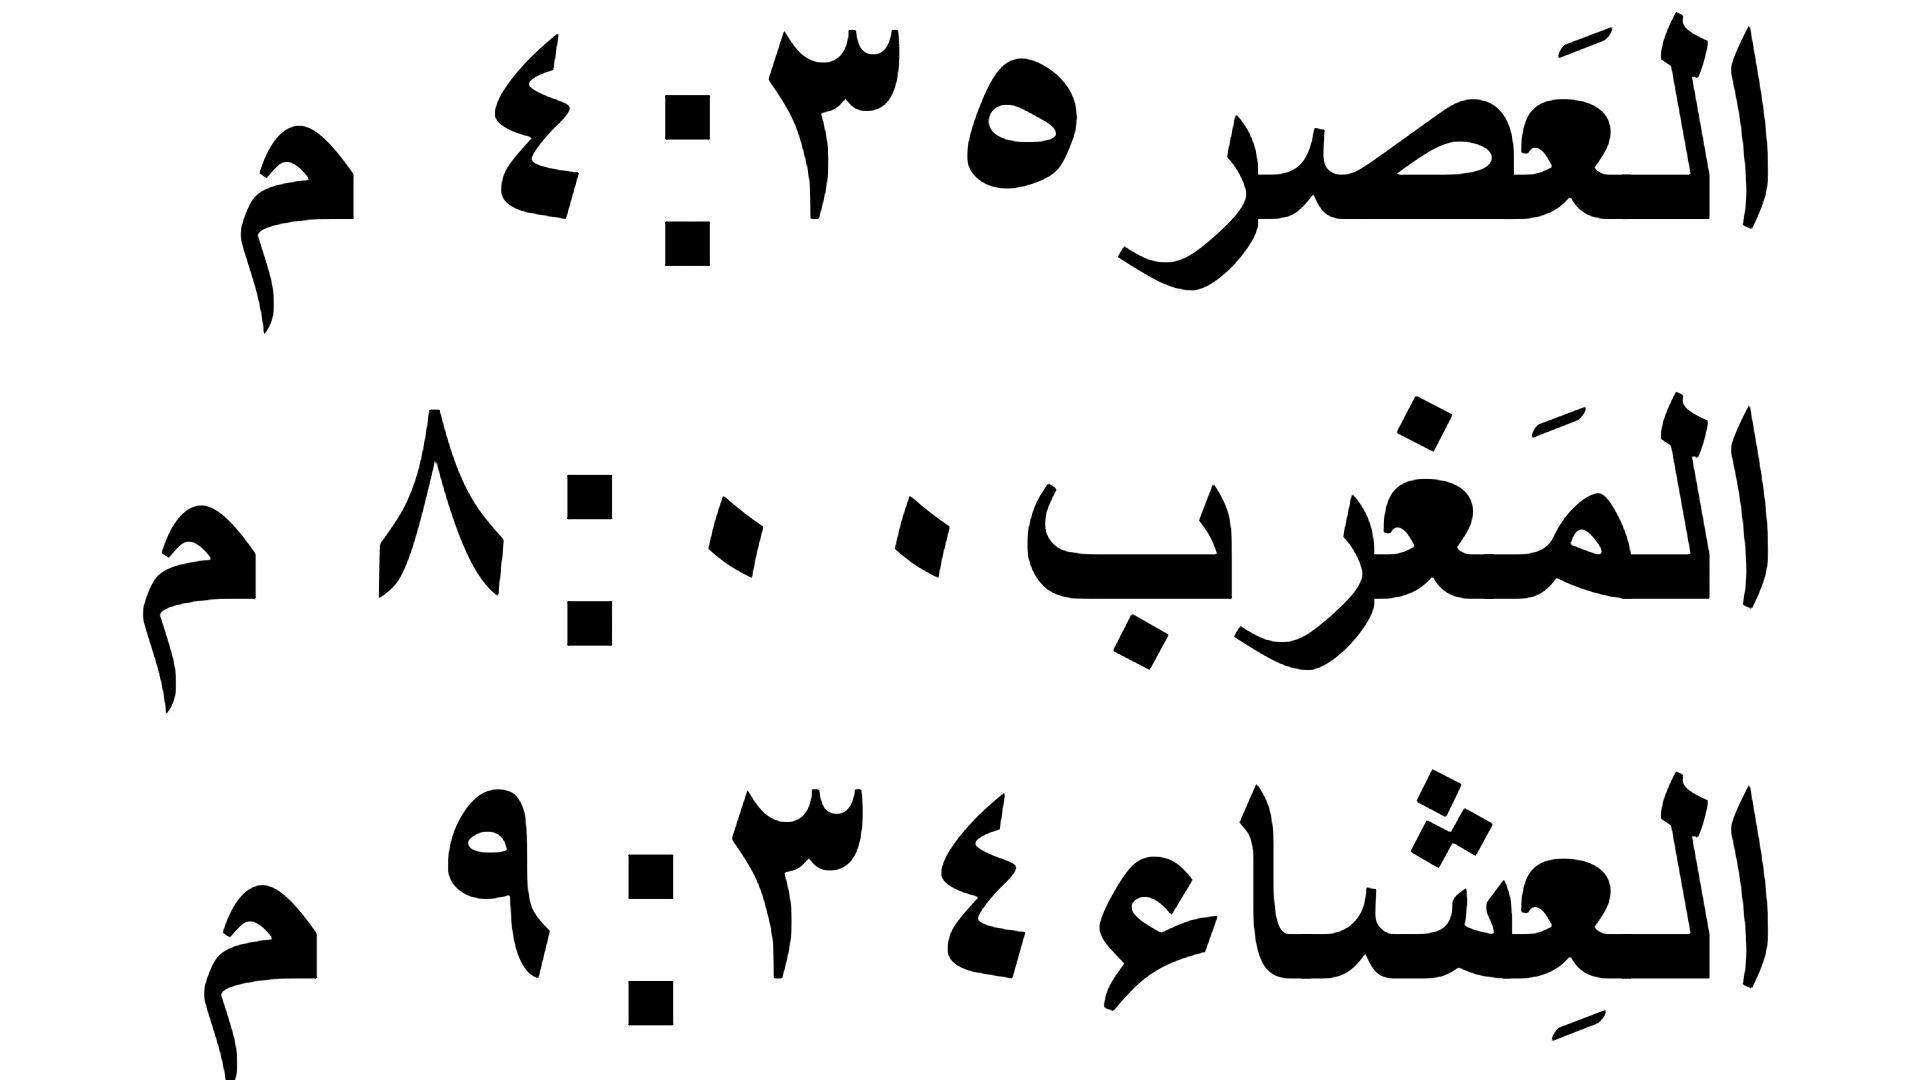 العَصر ٤:٣٥ م
المَغرب ٨:٠٠ م
العِشاء ٩:٣٤ م